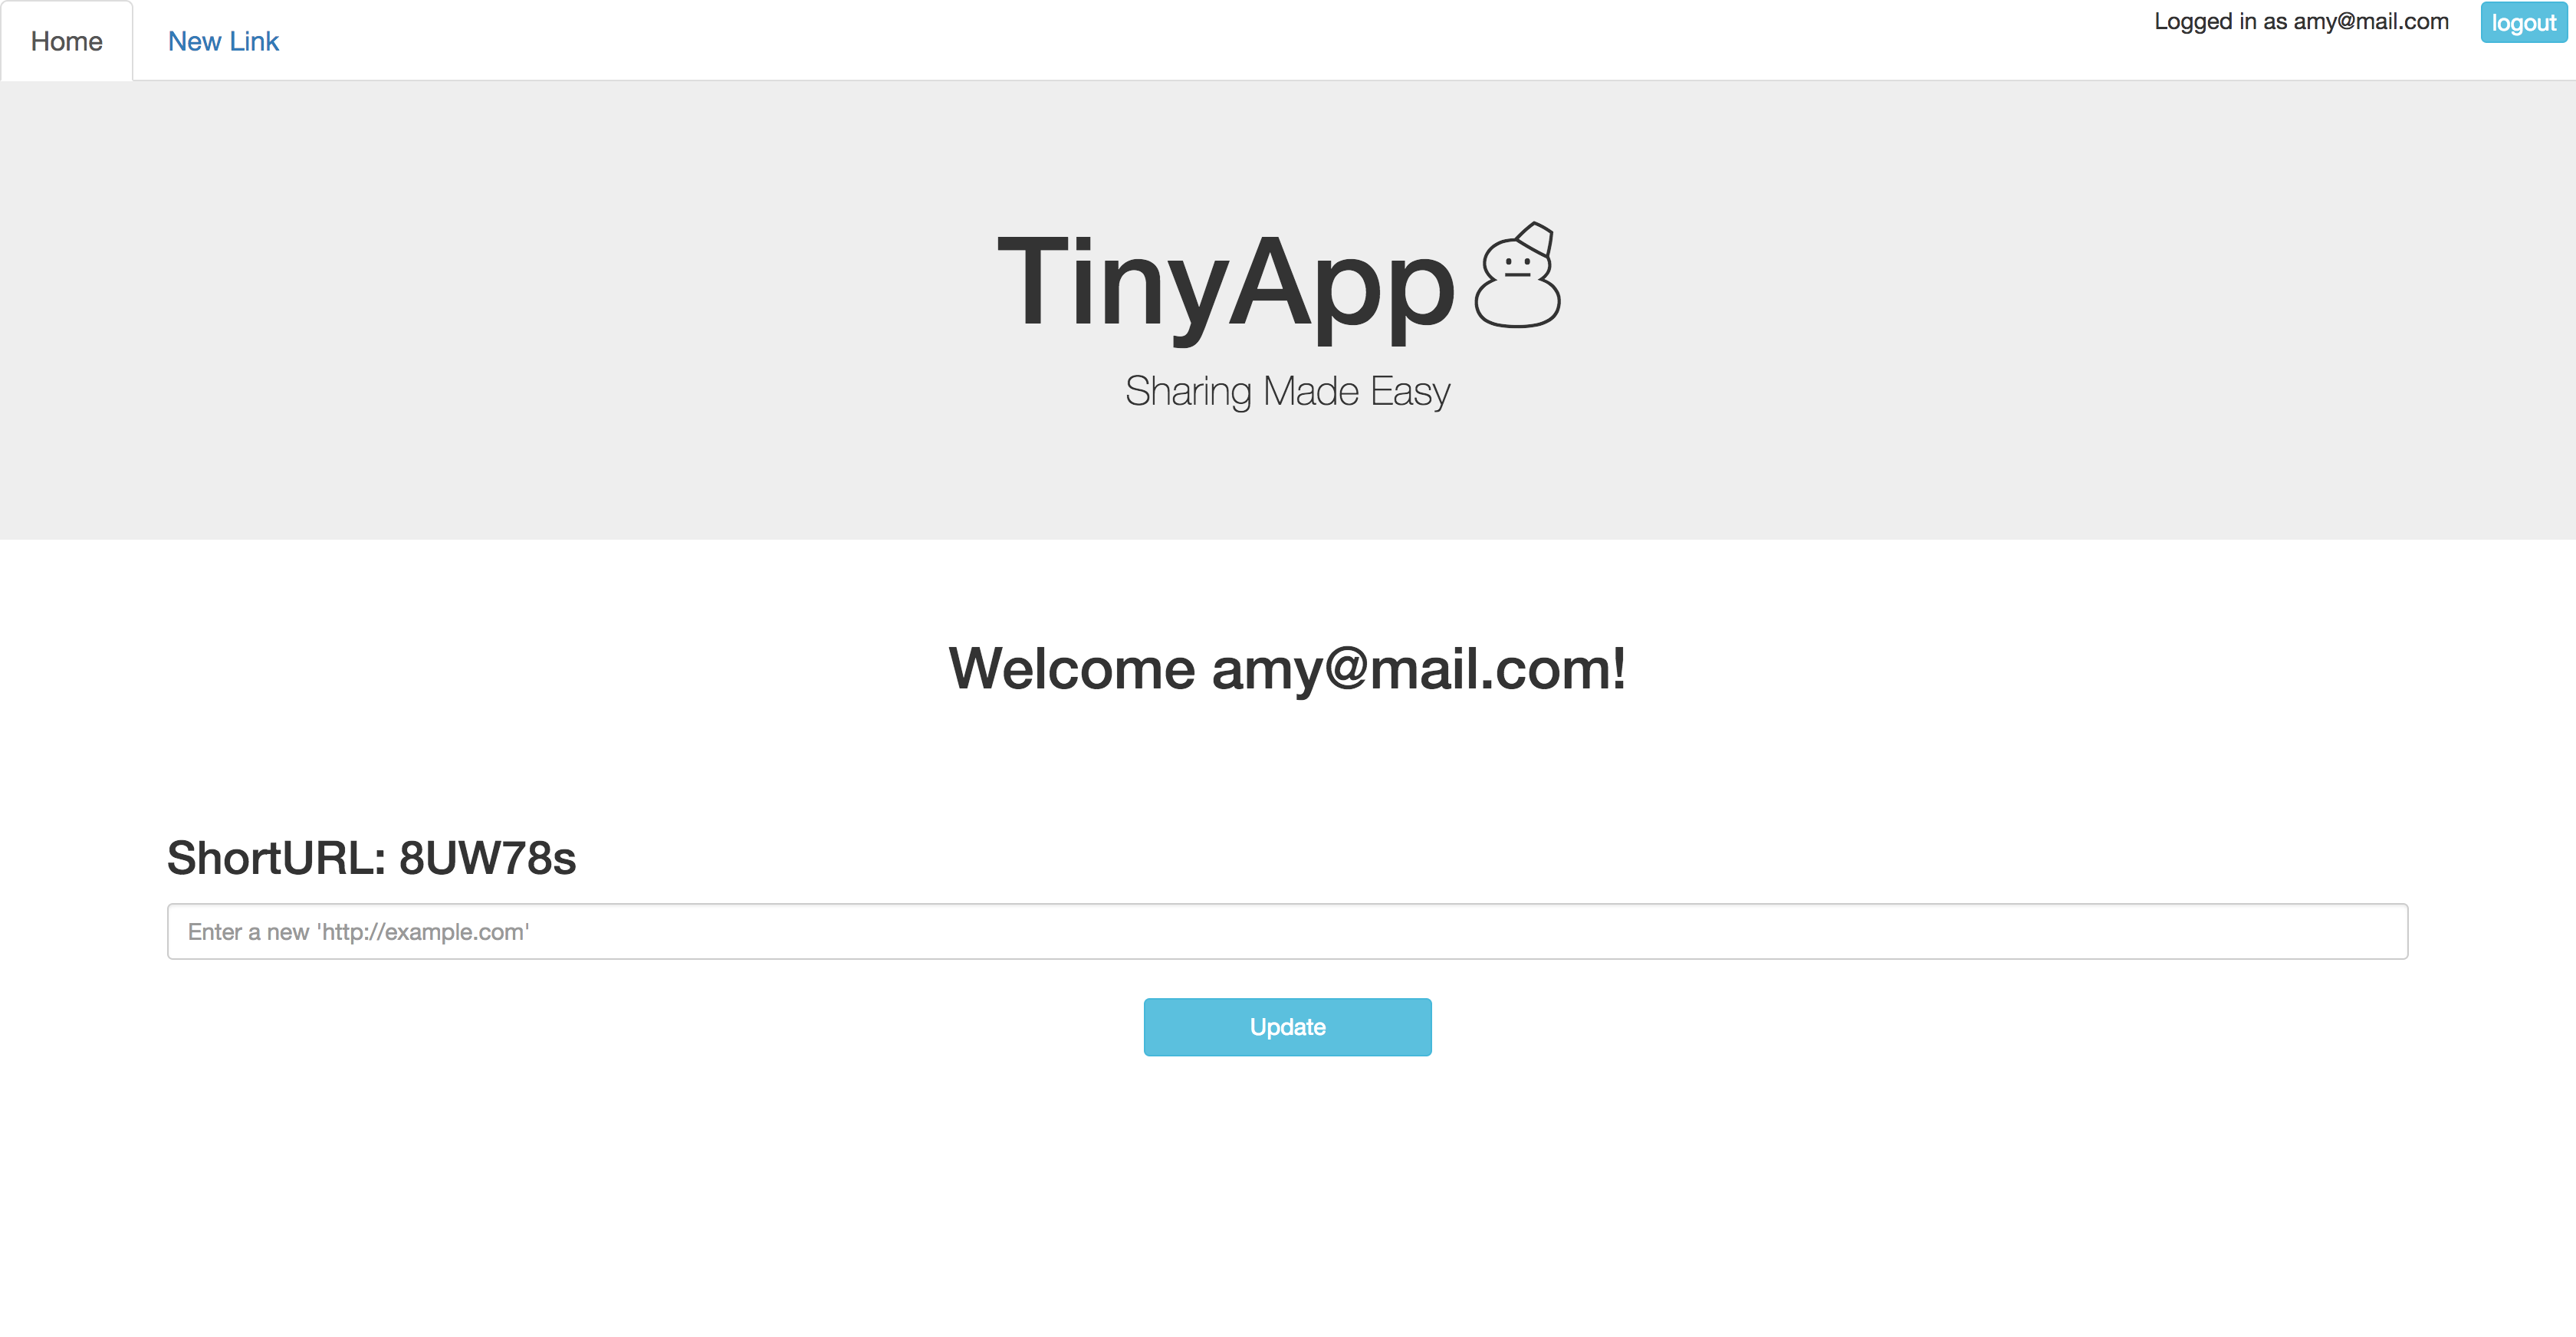 Home New Link Logged in as amy@mail.com logout
TinyApp
Sharing Made Easy
Welcome amy@mail.com!
ShortURL: 8UW78s
Enter a new 'http://example.com'
Update